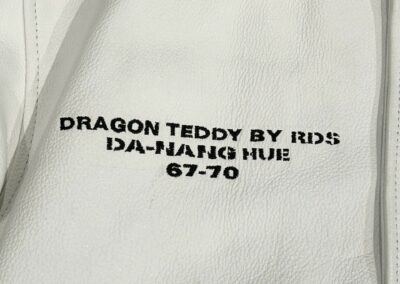 DRAGON TEDDY BY RDS
DA-NANG HUE
67-70